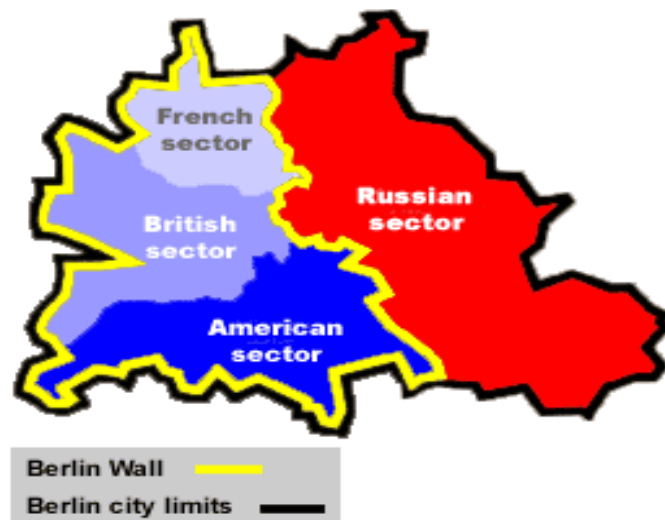 French
sector
Russian
sector
British
sector
American
sector
Berlin Wall
Berlin city limits